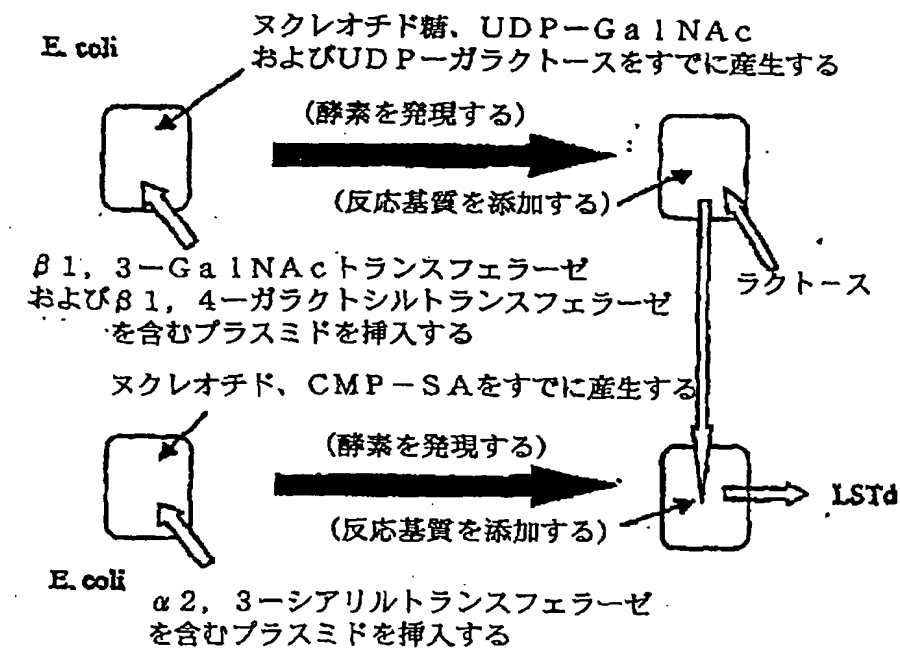 E. coli
ヌクレオチド糖、UDP－GalNAc
およびUDP－ガラクトースをすでに産生する
（酵素を発現する）
（反応基質を添加する）
ラクトース
β1，3－GalNAcトランスフェラーゼ
およびβ1，4－ガラクトシルトランスフェラーゼ
を含むプラスミドを挿入する
ヌクレオチド、CMP－SAをすでに産生する
（酵素を発現する）
（反応基質を添加する）
LSTd
E. coli
α2，3－シアリルトランスフェラーゼ
を含むプラスミドを挿入する